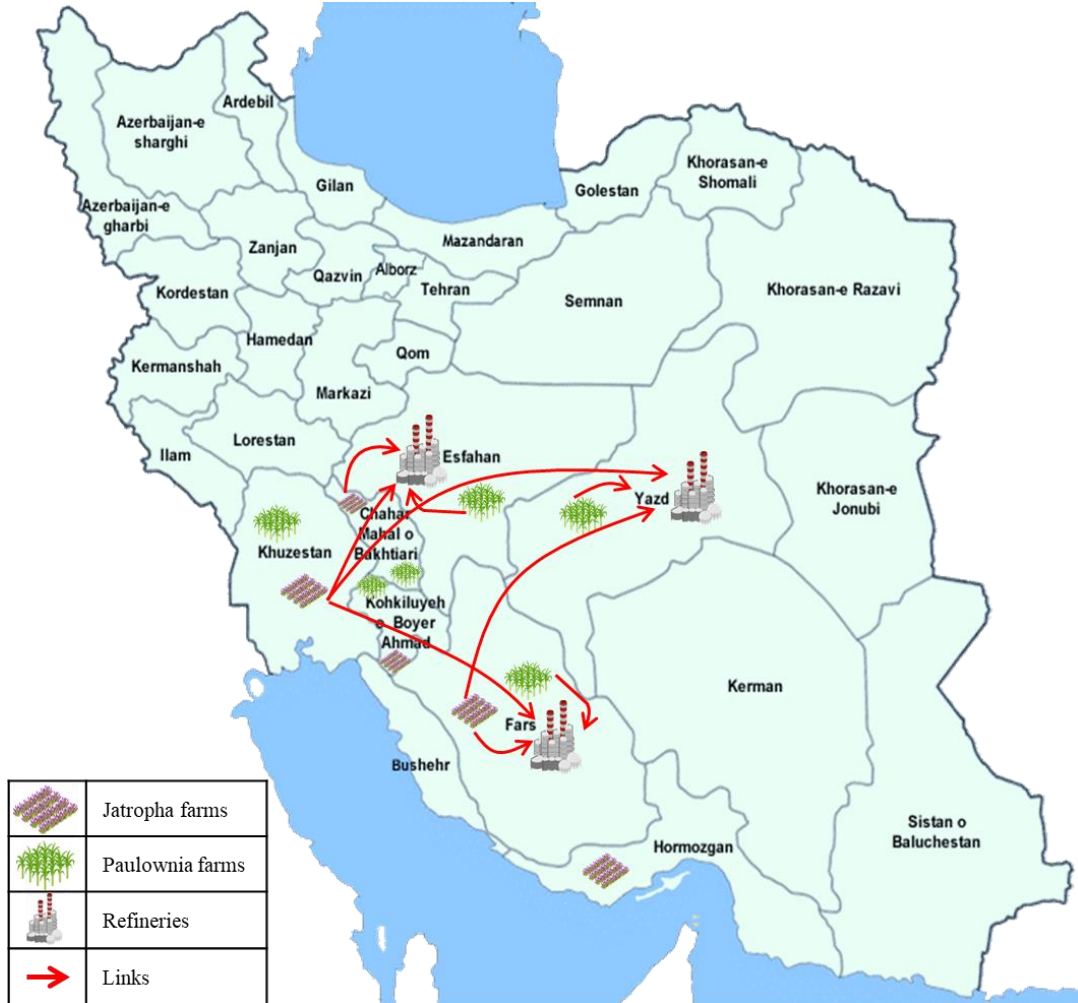 Ardebil
Azerbaijan-e
sharghi
Khorasan-e
Shomali
Gilan
Golestan
Azerbaijan-e
gharbi
Mazandaran
Zanjan
Qazvin
Alborz
Tehran
Kordestan
Semnan
Khorasan-e Razavi
Hamedan
Qom
Kermanshah
Markazi
Lorestan
Ilam
Esfahan
Yazd
Khorasan-e
Jonubi
Chahar
Mahal o
Bakhtiari
Khuzestan
Kohkiluyeh
o Boyer
Ahmad
Kerman
Fars
Bushehr
Hormozgan
Sistan o
Baluchestan
Jatropha farms
Paulownia farms
Refineries
Links